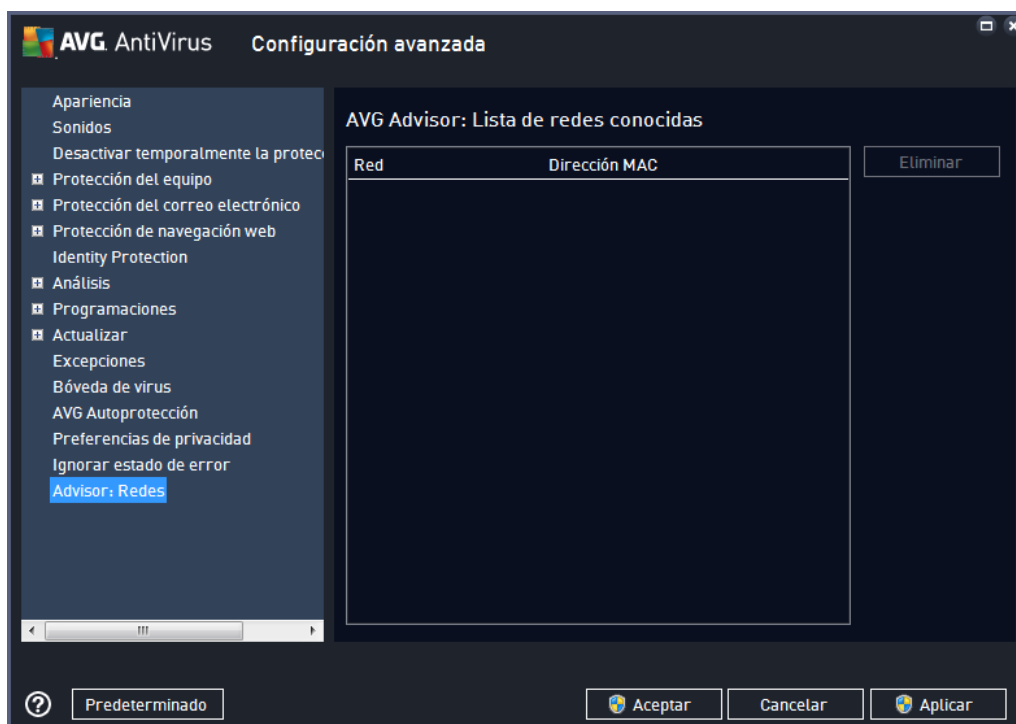 AVG. AntiVirus Configuración avanzada
Apariencia
Sonidos
Desactivar temporalmente la protec
Protección del equipo
Protección del correo electrónico
Protección de navegación web
Identity Protection
Análisis
Programaciones
Actualizar
Excepciones
Bóveda de virus
AVG Autoprotección
Preferencias de privacidad
Ignorar estado de error
Advisor: Redes
AVG Advisor: Lista de redes conocidas
Red Dirección MAC
Eliminar
Predeterminado
Aceptar
Cancelar
Aplicar